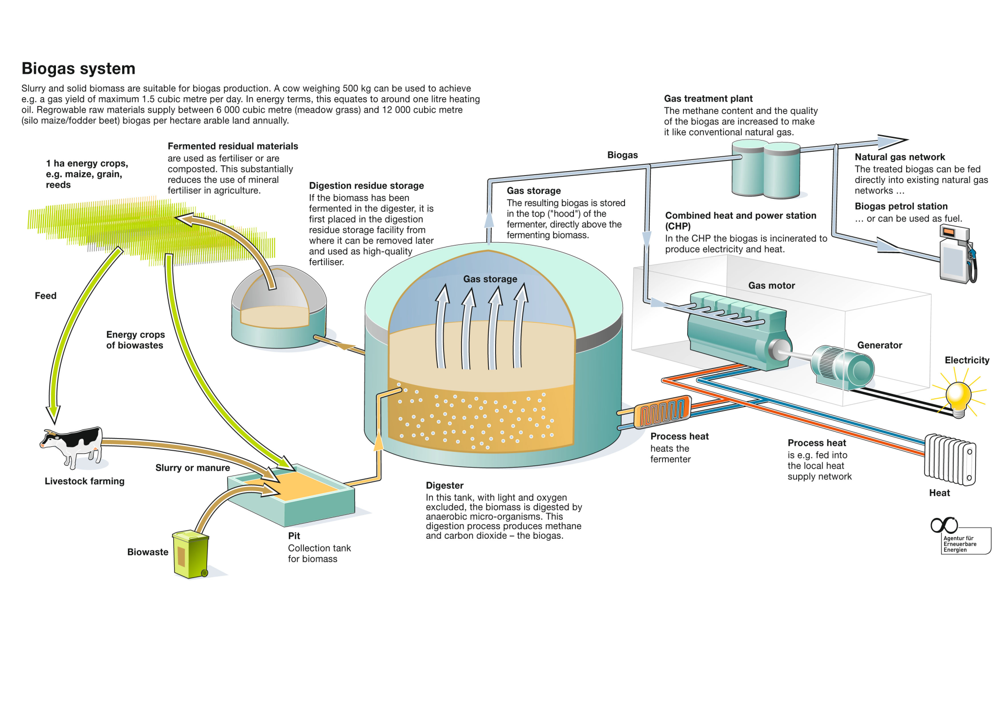 Biogas system
Slurry and solid biomass are suitable for biogas production. A cow weighing 500 kg can be used to achieve
e.g. a gas yield of maximum 1.5 cubic metre per day. In energy terms, this equates to around one litre heating
oil. Regrowable raw materials supply between 6 000 cubic metre (meadow grass) and 12 000 cubic metre
(silo maize/fodder beet) biogas per hectare arable land annually.
1 ha energy crops,
e.g. maize, grain,
reeds
Fermented residual materials
are used as fertiliser or are
composted. This substantially
reduces the use of mineral
fertiliser in agriculture.
Digestion residue storage
If the biomass has been
fermented in the digester, it is
first placed in the digestion
residue storage facility from
where it can be removed later
and used as high-quality
fertiliser.
Gas storage
The resulting biogas is stored
in the top ("hood") of the
fermenter, directly above the
fermenting biomass.
Biogas
Gas treatment plant
The methane content and the quality
of the biogas are increased to make
it like conventional natural gas.
Natural gas network
The treated biogas can be fed
directly into existing natural gas
networks …
Biogas petrol station
… or can be used as fuel.
Combined heat and power station
(CHP)
In the CHP the biogas is incinerated to
produce electricity and heat.
Gas storage
Gas motor
Generator
Electricity
Feed
Energy crops
of biowastes
Livestock farming
Slurry or manure
Biowaste
Pit
Collection tank
for biomass
Digester
In this tank, with light and oxygen
excluded, the biomass is digested by
anaerobic micro-organisms. This
digestion process produces methane
and carbon dioxide – the biogas.
Process heat
heats the
fermenter
Process heat
is e.g. fed into
the local heat
supply network
Heat
Agentur für
Erneuerbare
Energien